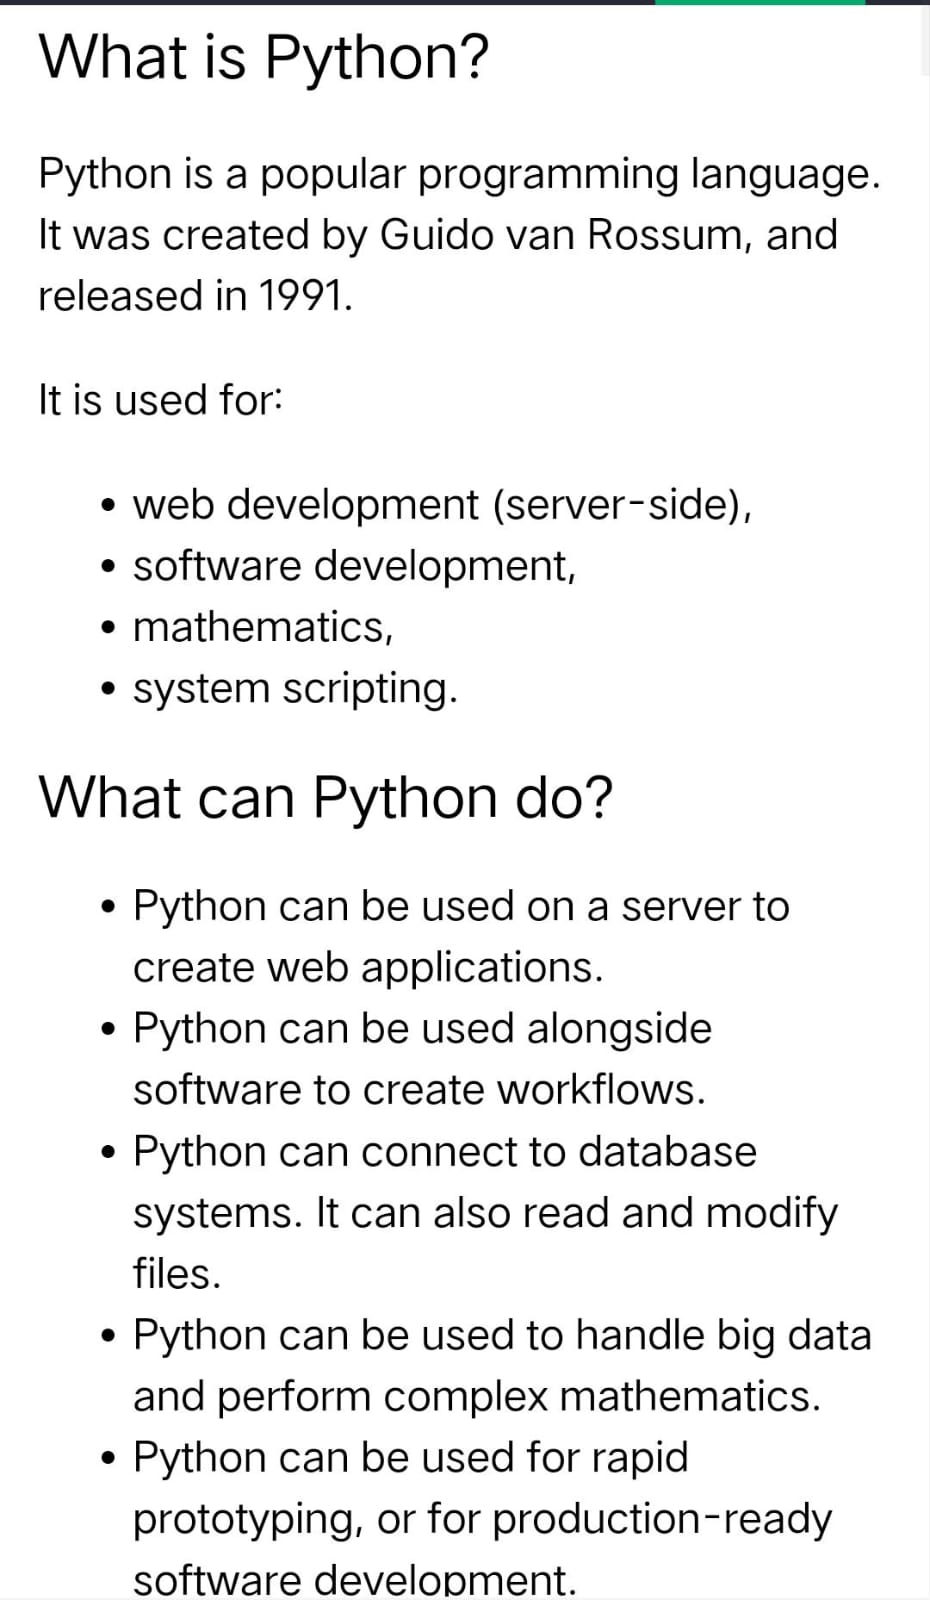 What is Python?
Python is a popular programming language.
It was created by Guido van Rossum, and
released in 1991.
It is used for:
• web development (server-side),
• software development,
• mathematics,
• system scripting.
What can Python do?
• Python can be used on a server to
create web applications.
• Python can be used alongside
software to create workflows.
• Python can connect to database
systems. It can also read and modify
files.
• Python can be used to handle big data
and perform complex mathematics.
• Python can be used for rapid
prototyping, or for production-ready
software development.